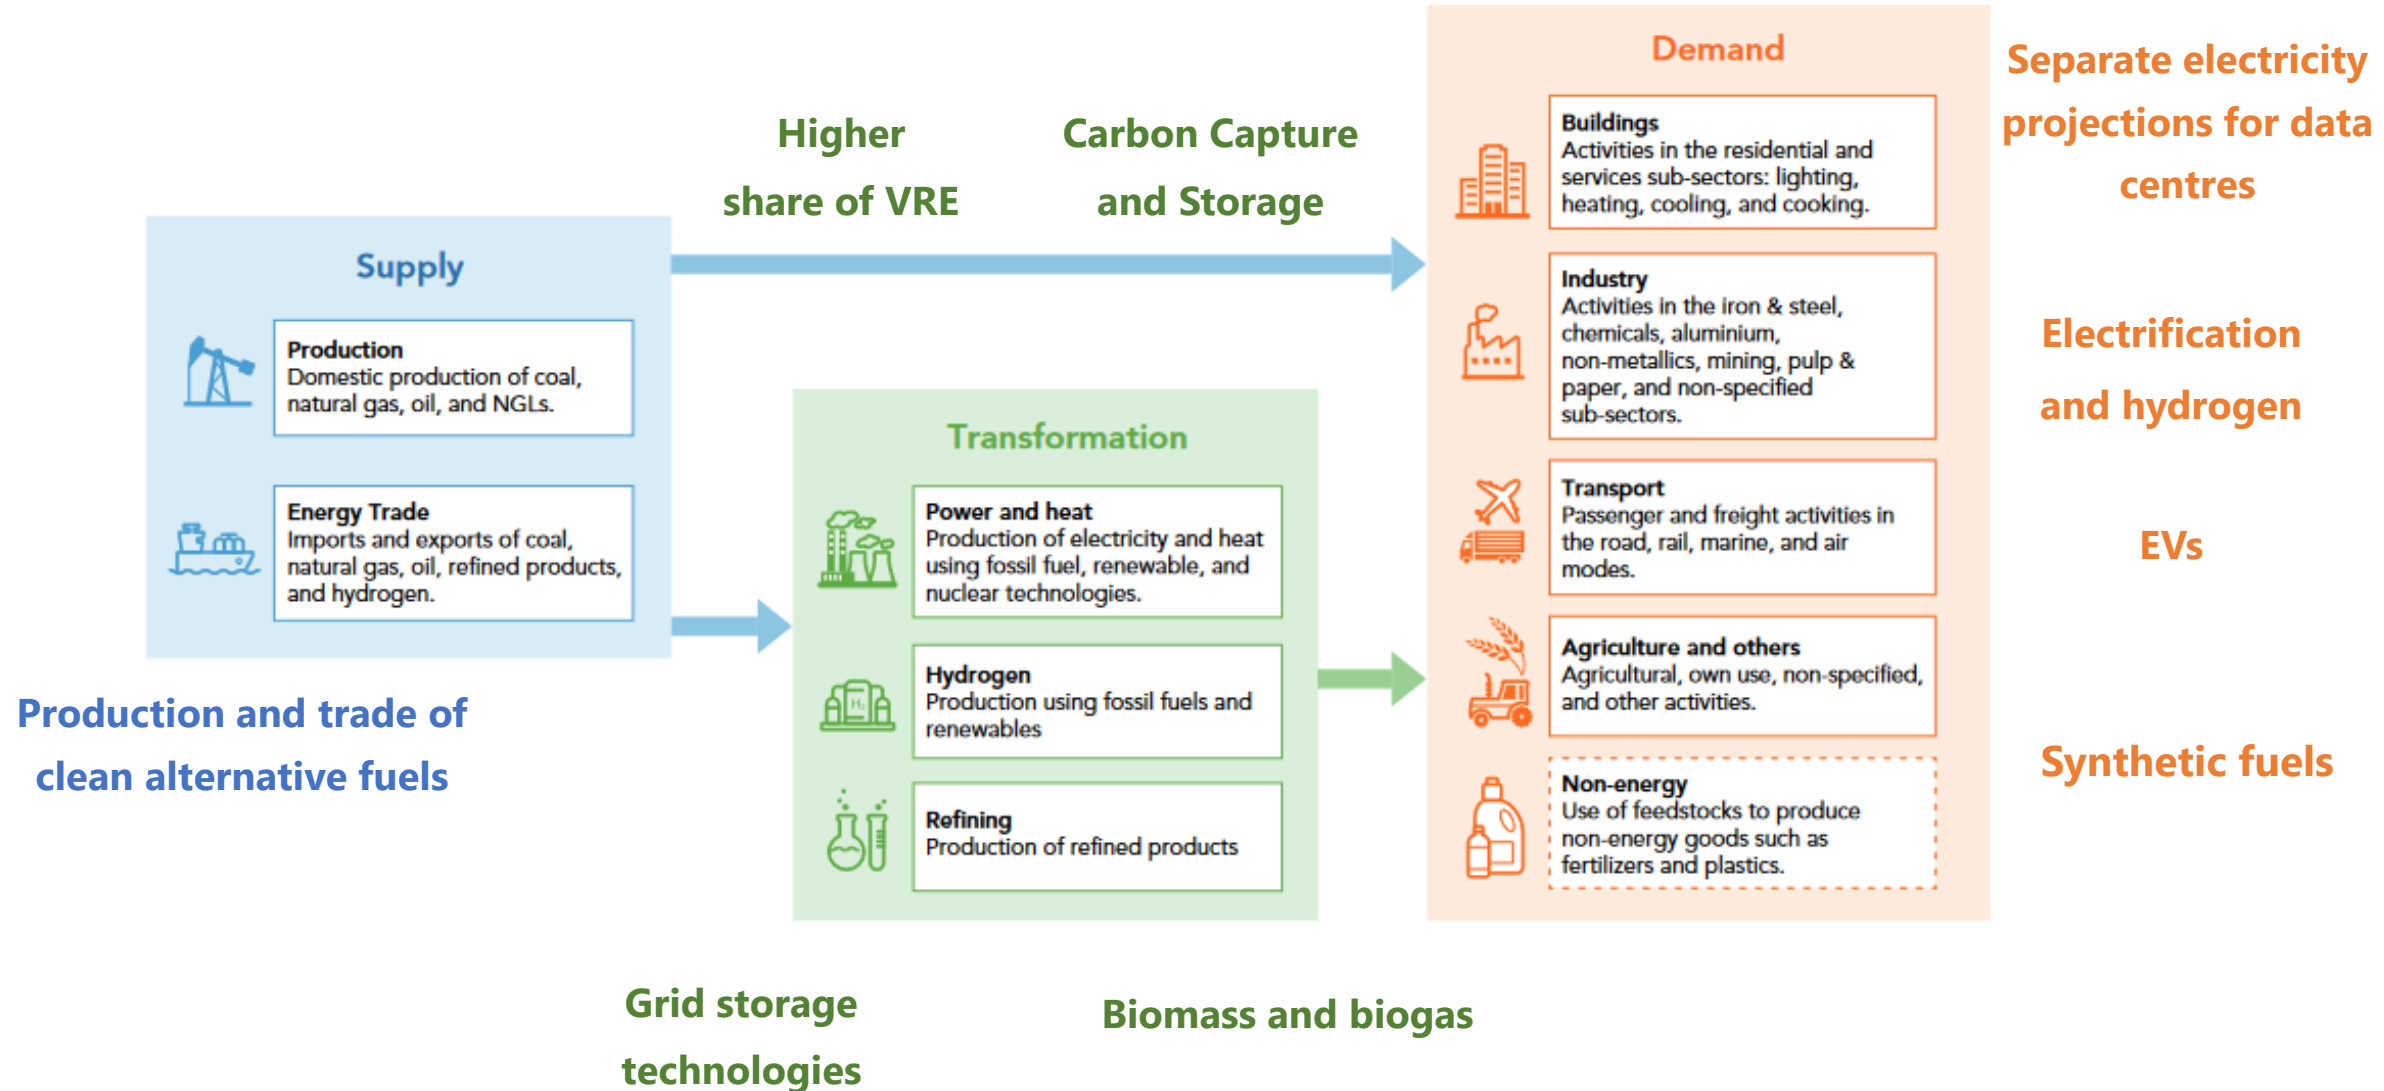 Higher
share of VRE
Carbon Capture
and Storage
Supply
Production
Domestic production of coal,
natural gas, oil, and NGLs.
Energy Trade
Imports and exports of coal,
natural gas, oil, refined products,
and hydrogen.
Production and trade of
clean alternative fuels
Transformation
Power and heat
Production of electricity and heat
using fossil fuel, renewable, and
nuclear technologies.
H₂
Hydrogen
Production using fossil fuels and
renewables
Refining
Production of refined products
Grid storage
technologies
Biomass and biogas
Demand
Buildings
Activities in the residential and
services sub-sectors: lighting,
heating, cooling, and cooking.
Industry
Activities in the iron & steel,
chemicals, aluminium,
non-metallics, mining, pulp &
paper, and non-specified
sub-sectors.
Transport
Passenger and freight activities in
the road, rail, marine, and air
modes.
Agriculture and others
Agricultural, own use, non-specified,
and other activities.
Non-energy
Use of feedstocks to produce
non-energy goods such as
fertilizers and plastics.
Separate electricity
projections for data
centres
Electrification
and hydrogen
EVs
Synthetic fuels